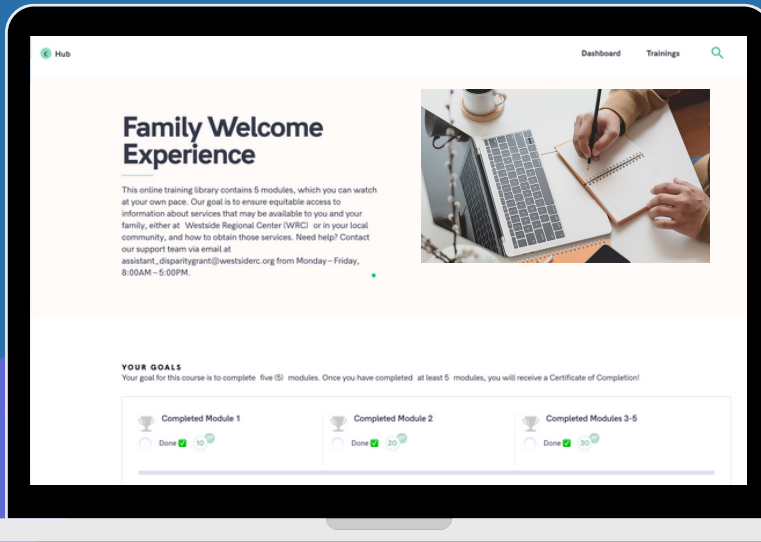 Hub
Dashboard Trainings
Family Welcome
Experience
This online training library contains 5 modules, which you can watch
at your own pace. Our goal is to ensure equitable access to
information about services that may be available to you and your
family, either at Westside Regional Center (WRC) or in your local
community, and how to obtain those services. Need help? Contact
our support team via email at
assistant_disparitygrant@westsiderc.org from Monday – Friday,
8:00AM – 5:00PM.
YOUR GOALS
Your goal for this course is to complete five (5) modules. Once you have completed at least 5 modules, you will receive a Certificate of Completion!
Completed Module 1
Done ✅ 10
Completed Module 2
Done ✅ 20
Completed Modules 3-5
Done ✅ 30